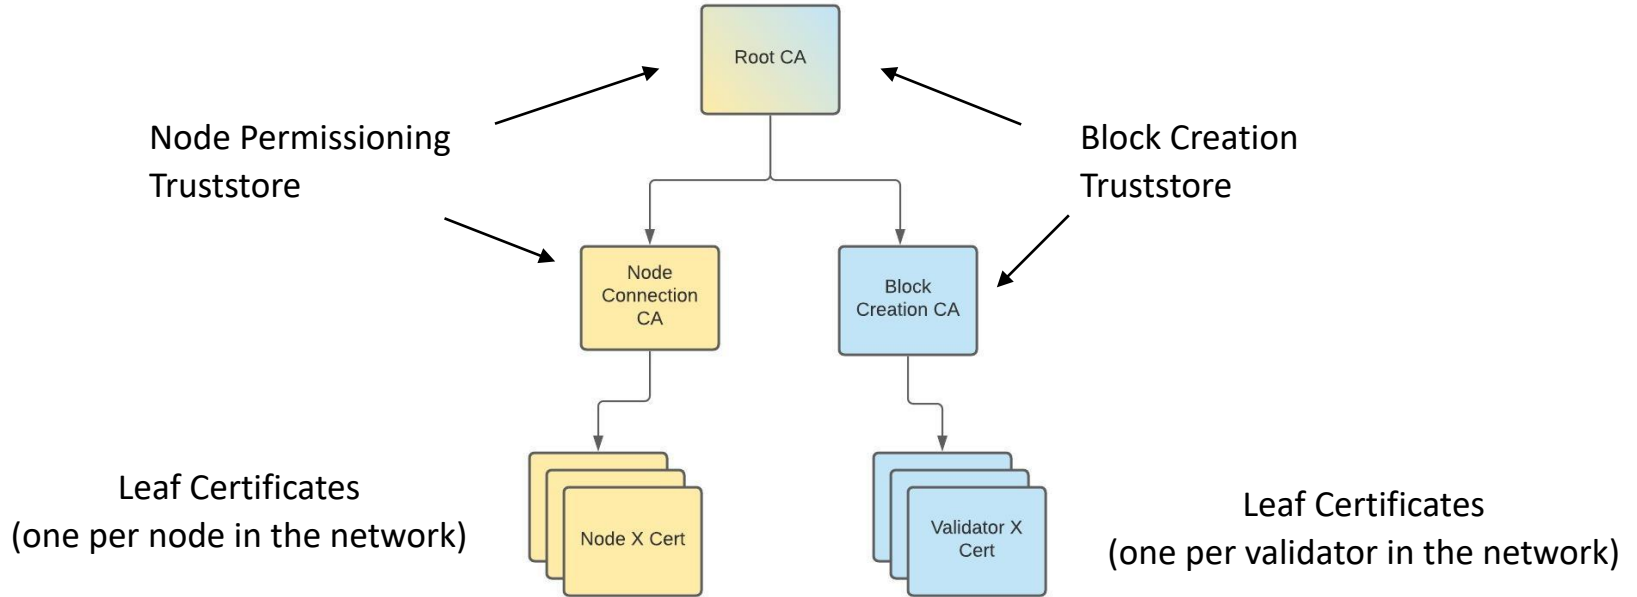 Root CA
Node Permissioning
Truststore
Block Creation
Truststore
Node
Connection
CA
Block
Creation CA
Leaf Certificates
(one per node in the network)
Node X Cert
Validator X
Cert
Leaf Certificates
(one per validator in the network)